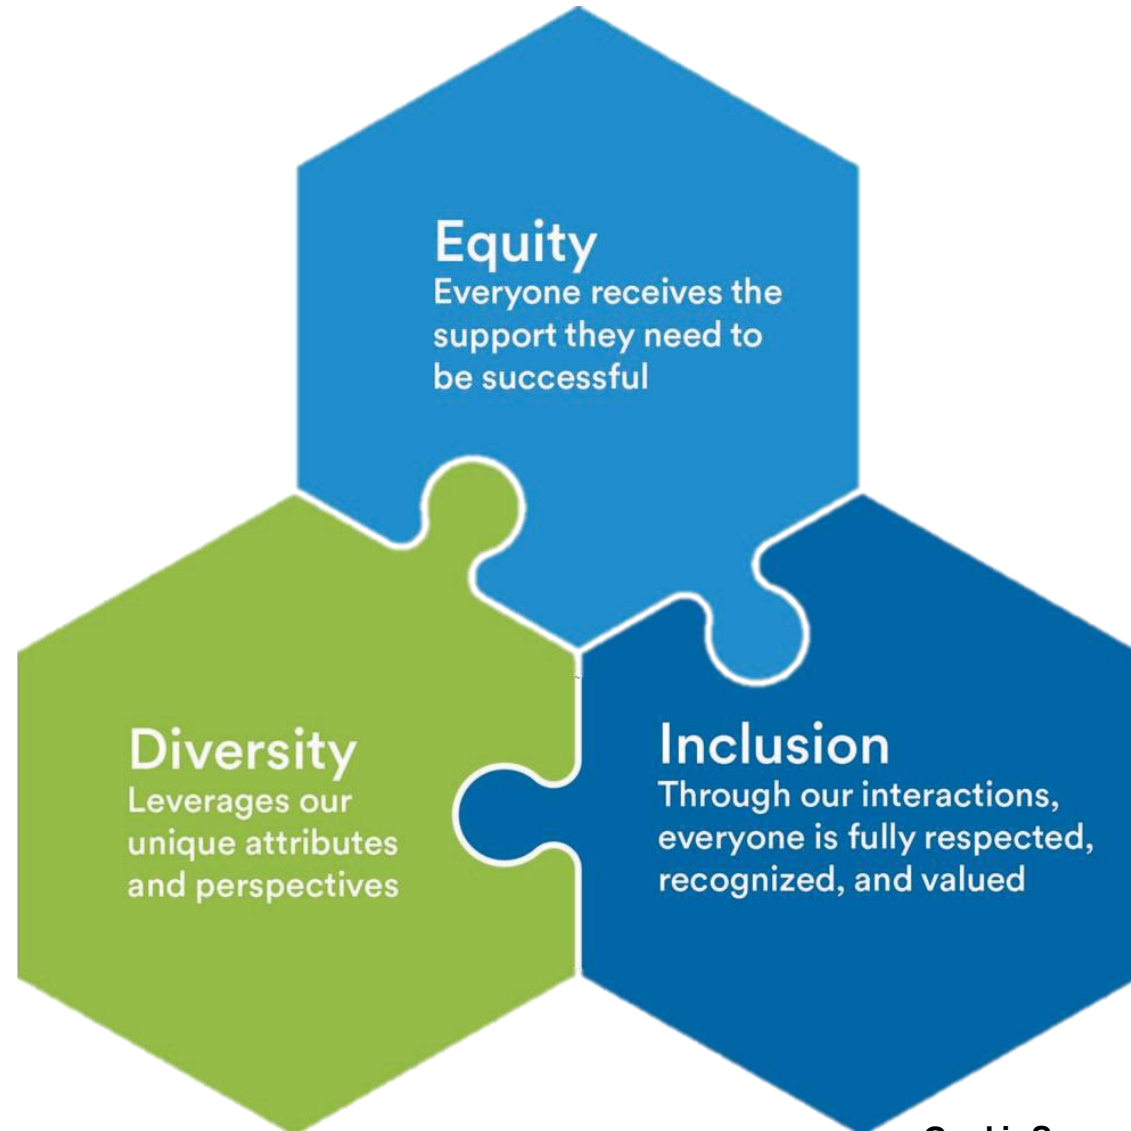 Equity
Everyone receives the
support they need to
be successful
Diversity
Leverages our
unique attributes
and perspectives
Inclusion
Through our interactions,
everyone is fully respected,
recognized, and valued